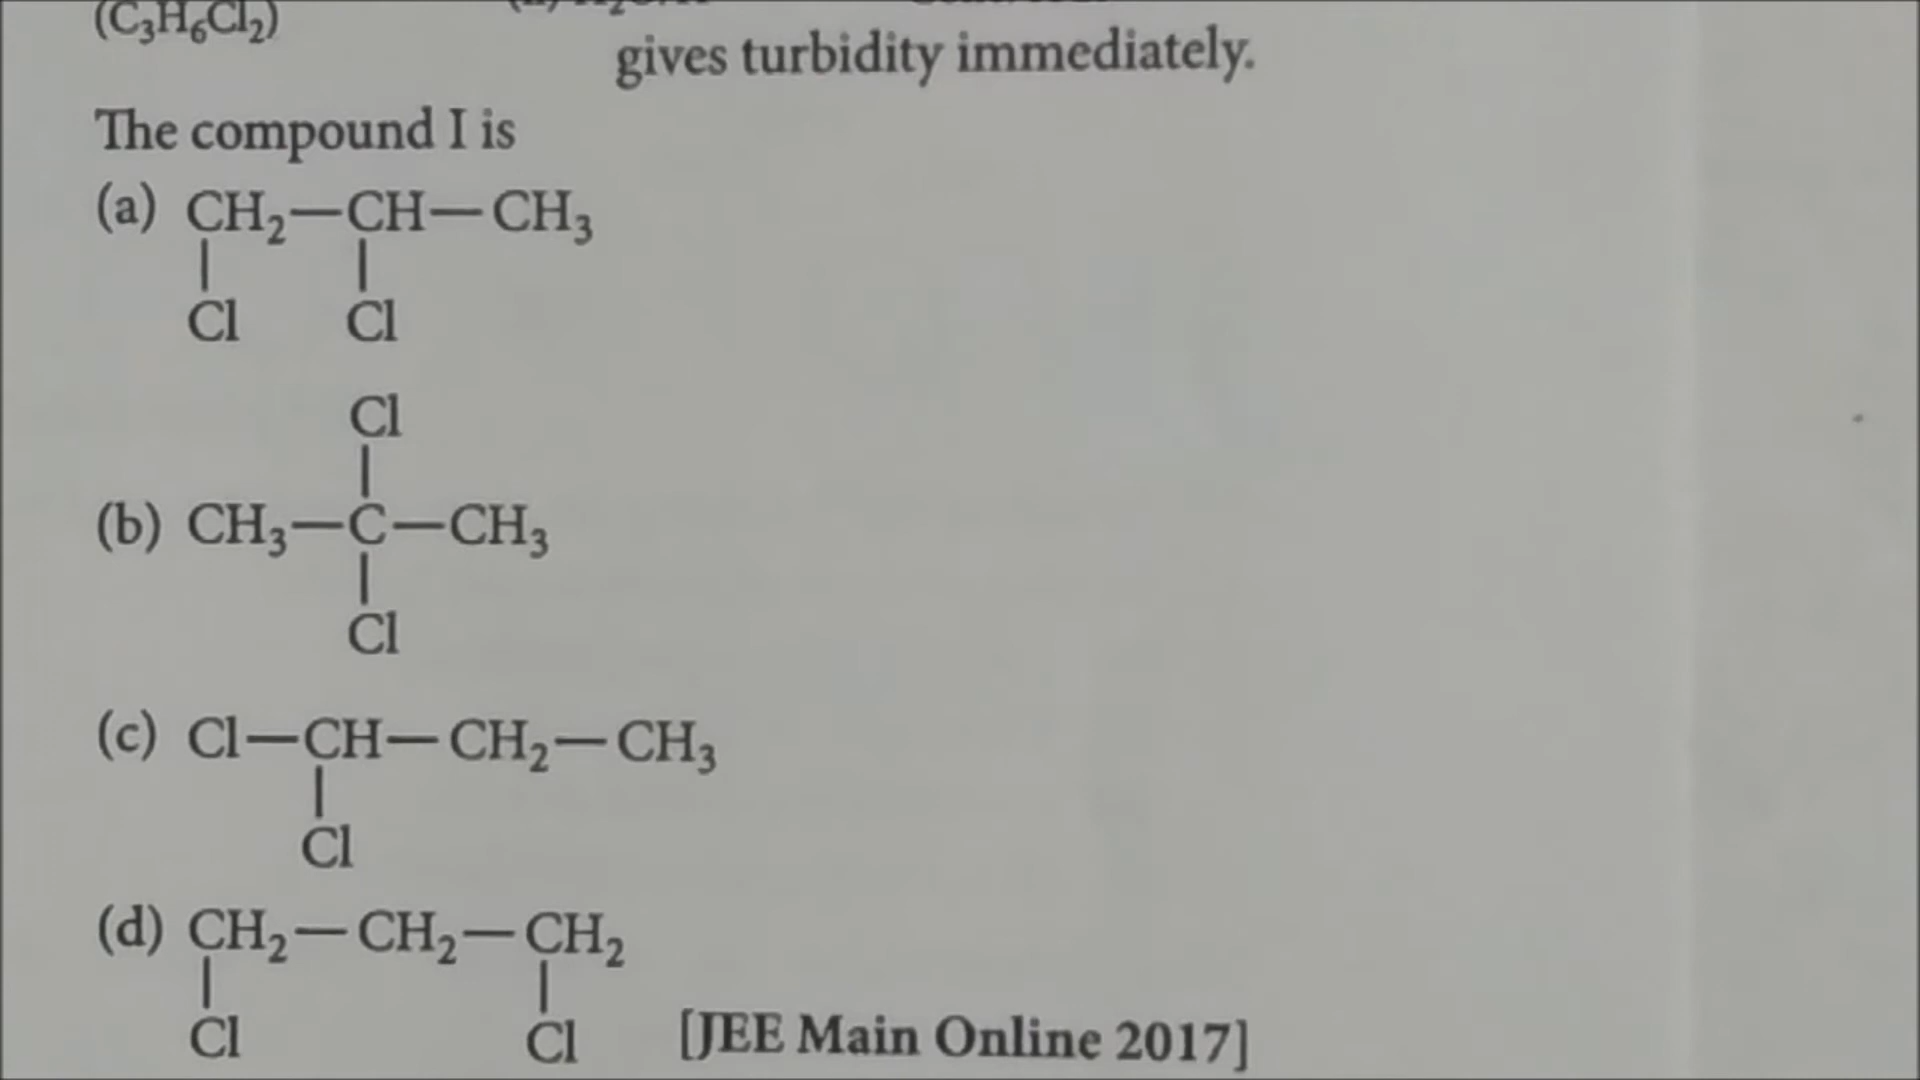 (C₃H₆Cl₂)
gives turbidity immediately.
The compound I is
(a) CH₂—CH—CH₃
| |
Cl Cl
Cl
|
(b) CH₃—C—CH₃
|
Cl
(c) Cl—CH—CH₂—CH₃
|
Cl
(d) CH₂—CH₂—CH₂
| |
Cl Cl [JEE Main Online 2017]